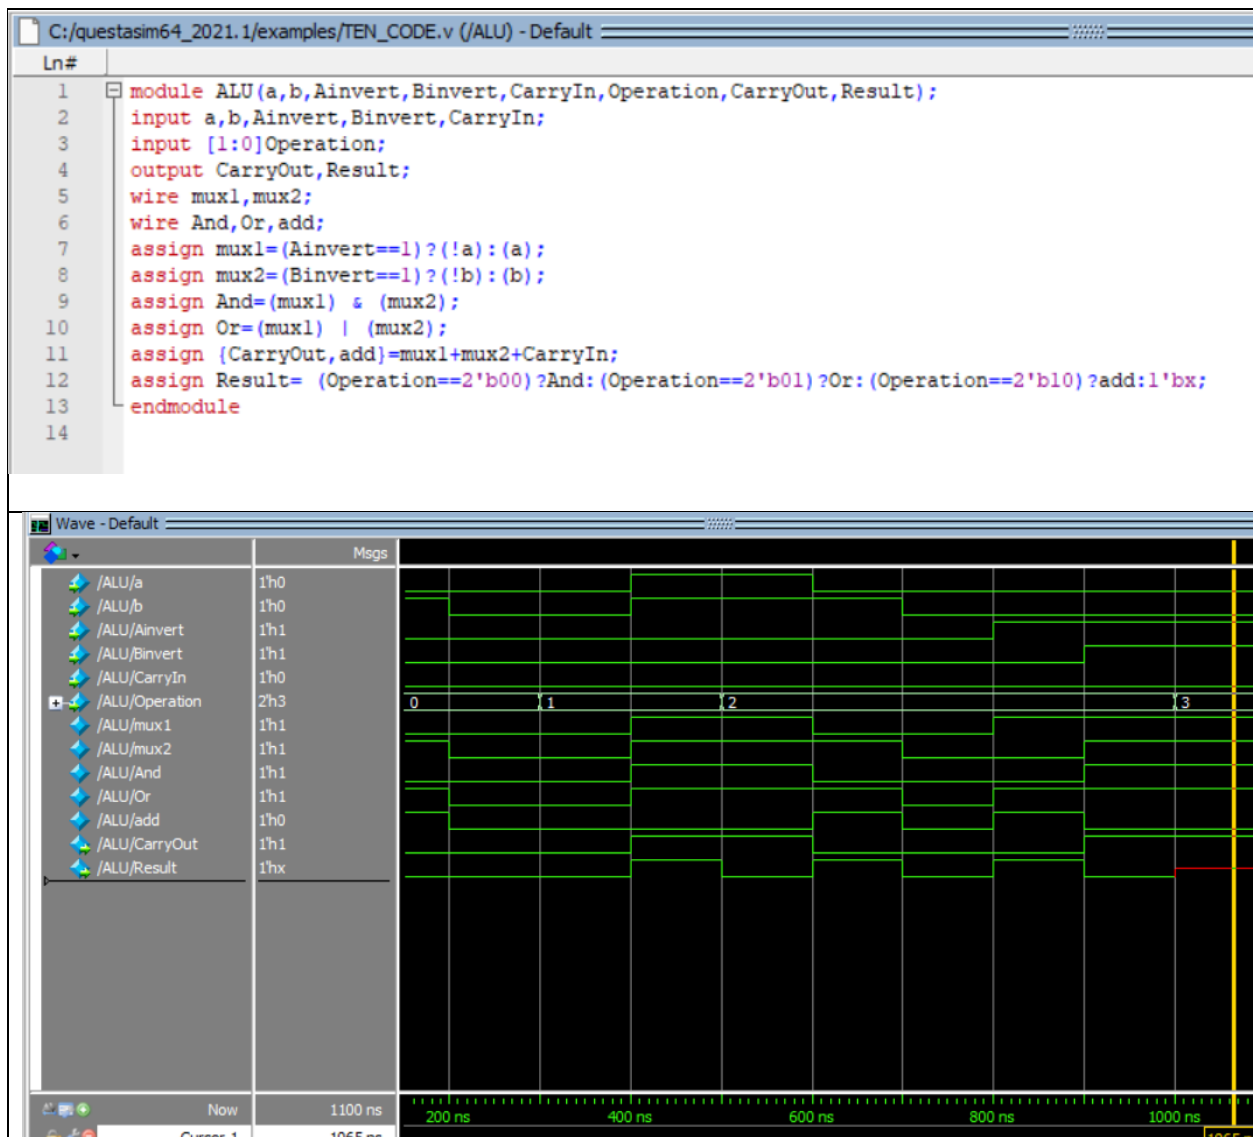 C:/questasim64_2021.1/examples/TEN_CODE.v (/ALU) - Default
Ln#
1 module ALU(a,b,Ainvert,Binvert,CarryIn,Operation,CarryOut,Result);
2 input a,b,Ainvert,Binvert,CarryIn;
3 input [1:0]Operation;
4 output CarryOut,Result;
5 wire mux1,mux2;
6 wire And,Or,add;
7 assign mux1=(Ainvert==1)?(!a):(a);
8 assign mux2=(Binvert==1)?(!b):(b);
9 assign And=(mux1) & (mux2);
10 assign Or=(mux1) | (mux2);
11 assign {CarryOut,add}=mux1+mux2+CarryIn;
12 assign Result= (Operation==2'b00)?And:(Operation==2'b01)?Or:(Operation==2'b10)?add:1'bx;
13 endmodule
14
Wave - Default
Msgs
/ALU/a 1'h0
/ALU/b 1'h0
/ALU/Ainvert 1'h1
/ALU/Binvert 1'h1
/ALU/CarryIn 1'h0
/ALU/Operation 2'h3 0 1 2 3
/ALU/mux1 1'h1
/ALU/mux2 1'h1
/ALU/And 1'h1
/ALU/Or 1'h1
/ALU/add 1'h0
/ALU/CarryOut 1'h1
/ALU/Result 1'hx
Now 1100 ns 200 ns 400 ns 600 ns 800 ns 1000 ns
Cursor 1 1065 ns 1065